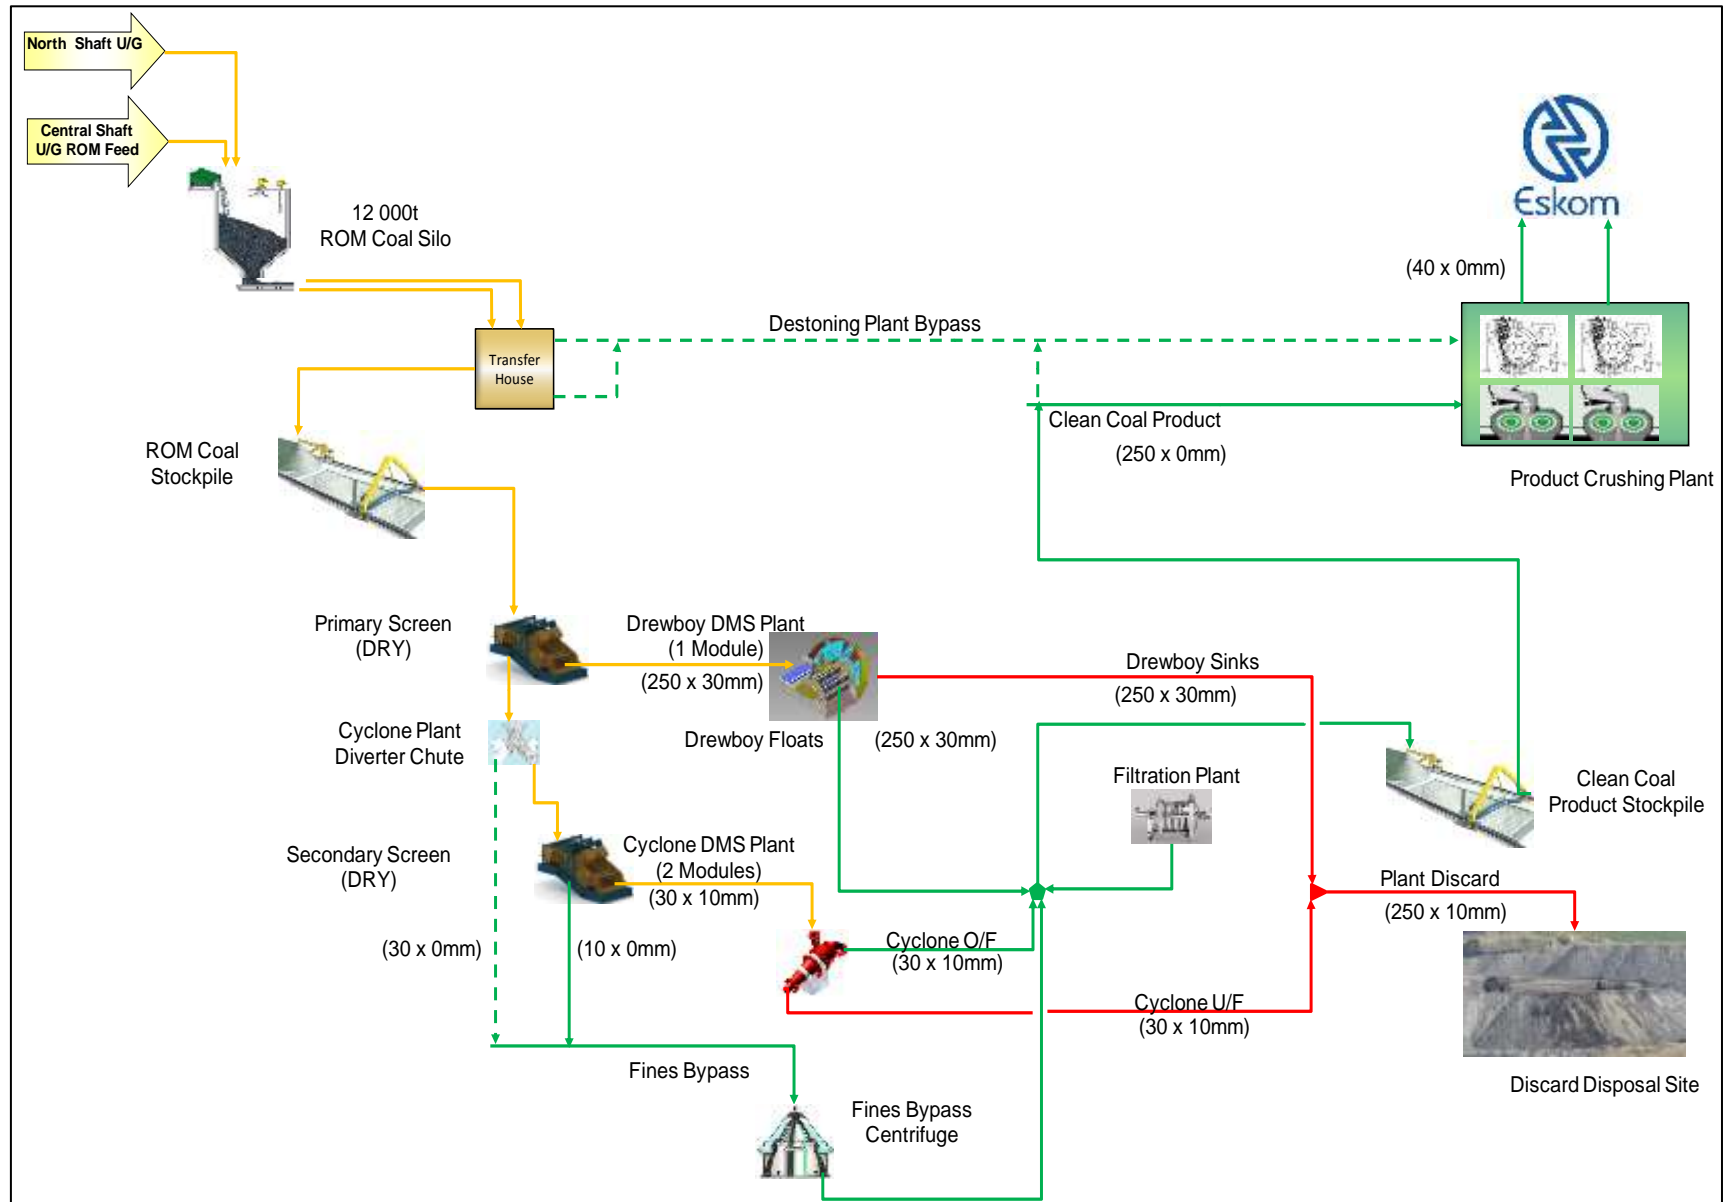 North Shaft U/G
Central Shaft
U/G ROM Feed
12 000t
ROM Coal Silo
Eskom
(40 x 0mm)
Destoning Plant Bypass
Transfer
House
Clean Coal Product
(250 x 0mm)
ROM Coal
Stockpile
Product Crushing Plant
Primary Screen
(DRY)
Drewboy DMS Plant
(1 Module)
(250 x 30mm)
Drewboy Sinks
(250 x 30mm)
Cyclone Plant
Diverter Chute
Drewboy Floats
(250 x 30mm)
Filtration Plant
Clean Coal
Product Stockpile
Secondary Screen
(DRY)
Cyclone DMS Plant
(2 Modules)
(30 x 10mm)
Plant Discard
(250 x 10mm)
(30 x 0mm)
(10 x 0mm)
Cyclone O/F
(30 x 10mm)
Cyclone U/F
(30 x 10mm)
Fines Bypass
Discard Disposal Site
Fines Bypass
Centrifuge